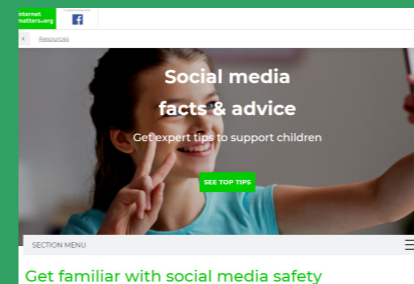 internet
matters.org
Resources
Social media
facts & advice
Get expert tips to support children
SEE TOP TIPS
SECTION MENU
Get familiar with social media safety